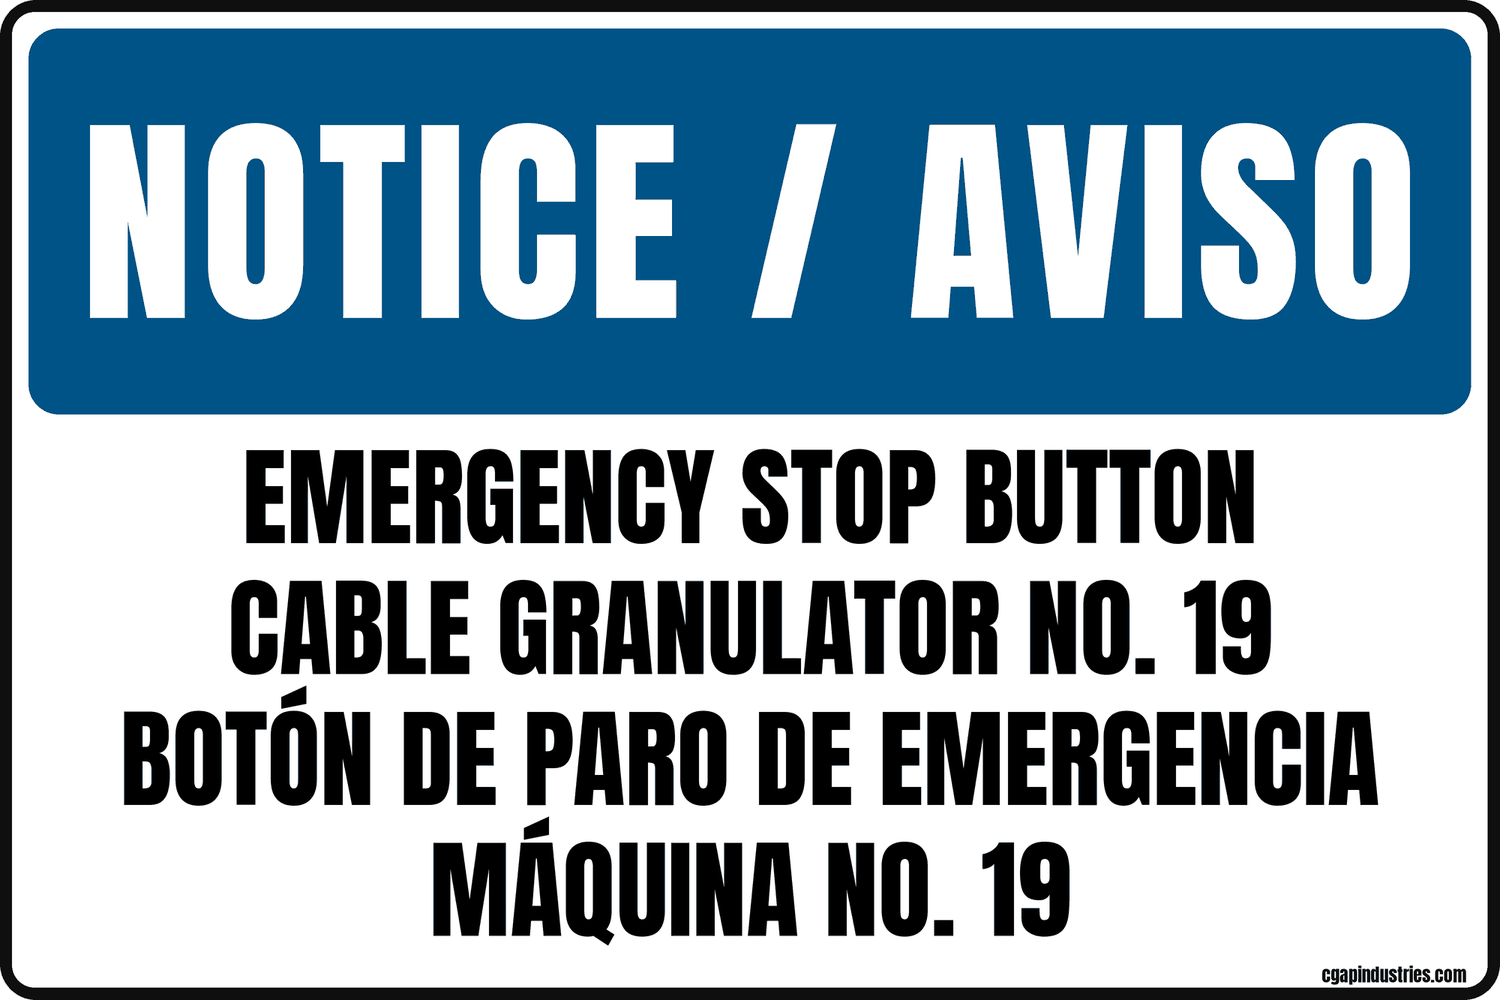 NOTICE / AVISO
EMERGENCY STOP BUTTON
CABLE GRANULATOR NO. 19
BOTÓN DE PARO DE EMERGENCIA
MÁQUINA NO. 19
cgapindustries.com